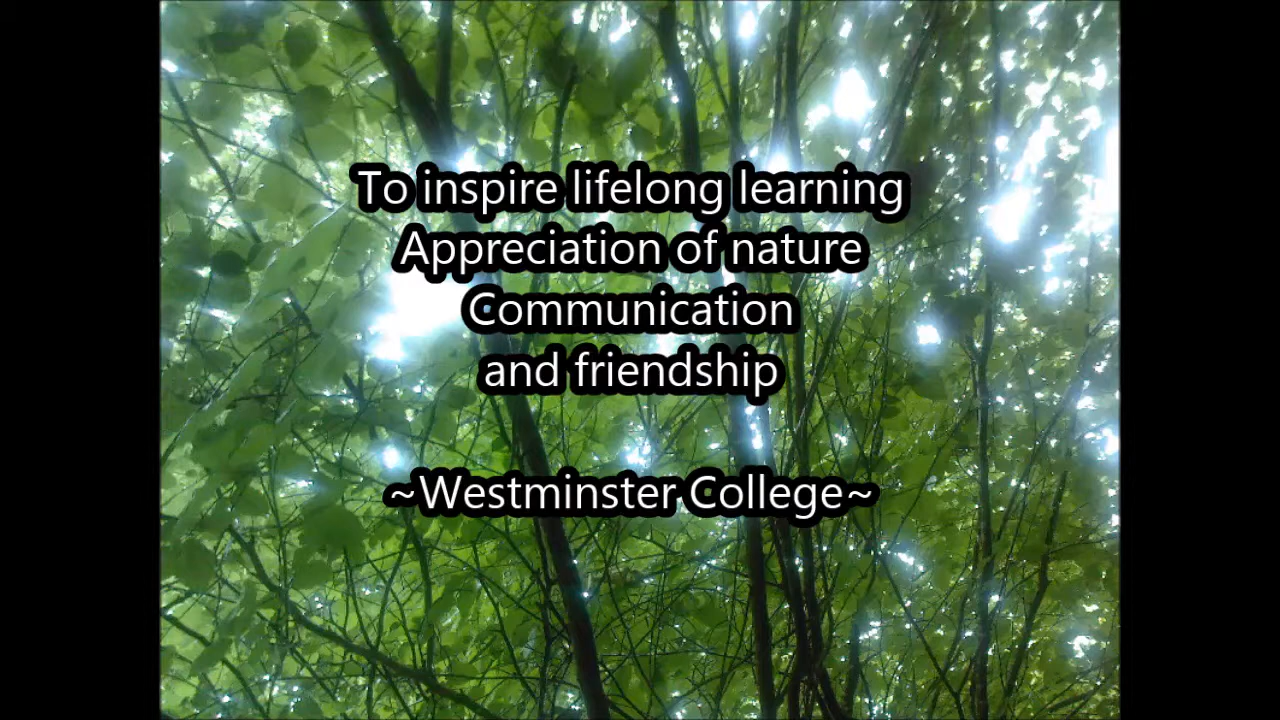 To inspire lifelong learning
Appreciation of nature
Communication
and friendship
~Westminster College~